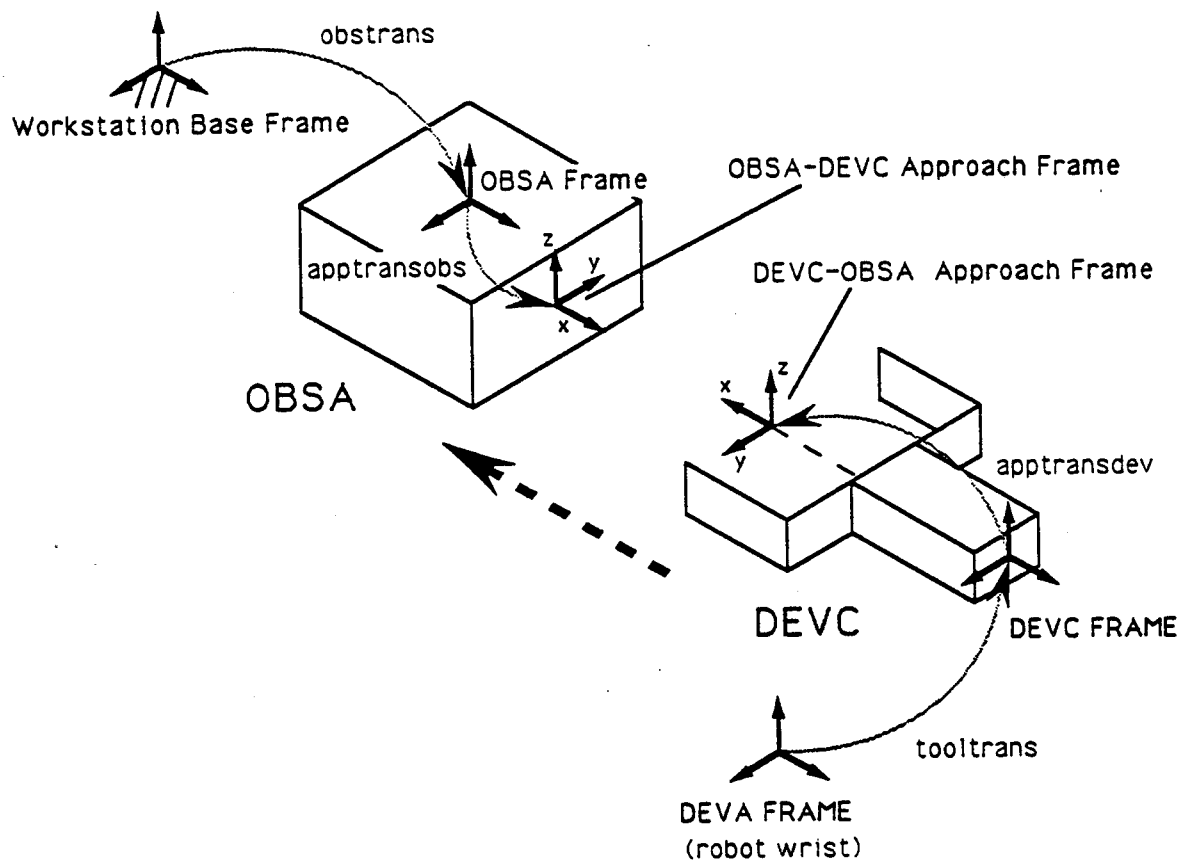 obstrans
Workstation Base Frame
OBSA Frame
OBSA-DEVC Approach Frame
z
y
x
apptransobs
DEVC-OBSA Approach Frame
OBSA
z
x
y
apptransdev
DEVC
DEVC FRAME
tooltrans
DEVA FRAME
(robot wrist)